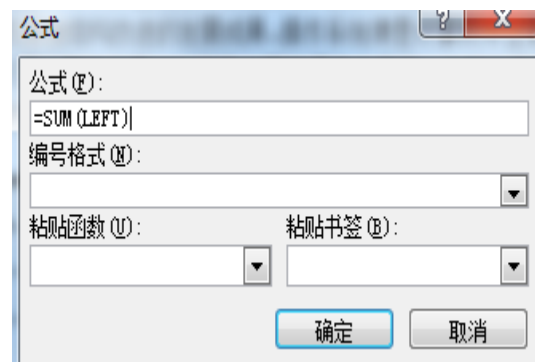 公式
公式(F):
=SUM(LEFT)
编号格式(N):
粘贴函数(U): 粘贴书签(B):
确定 取消